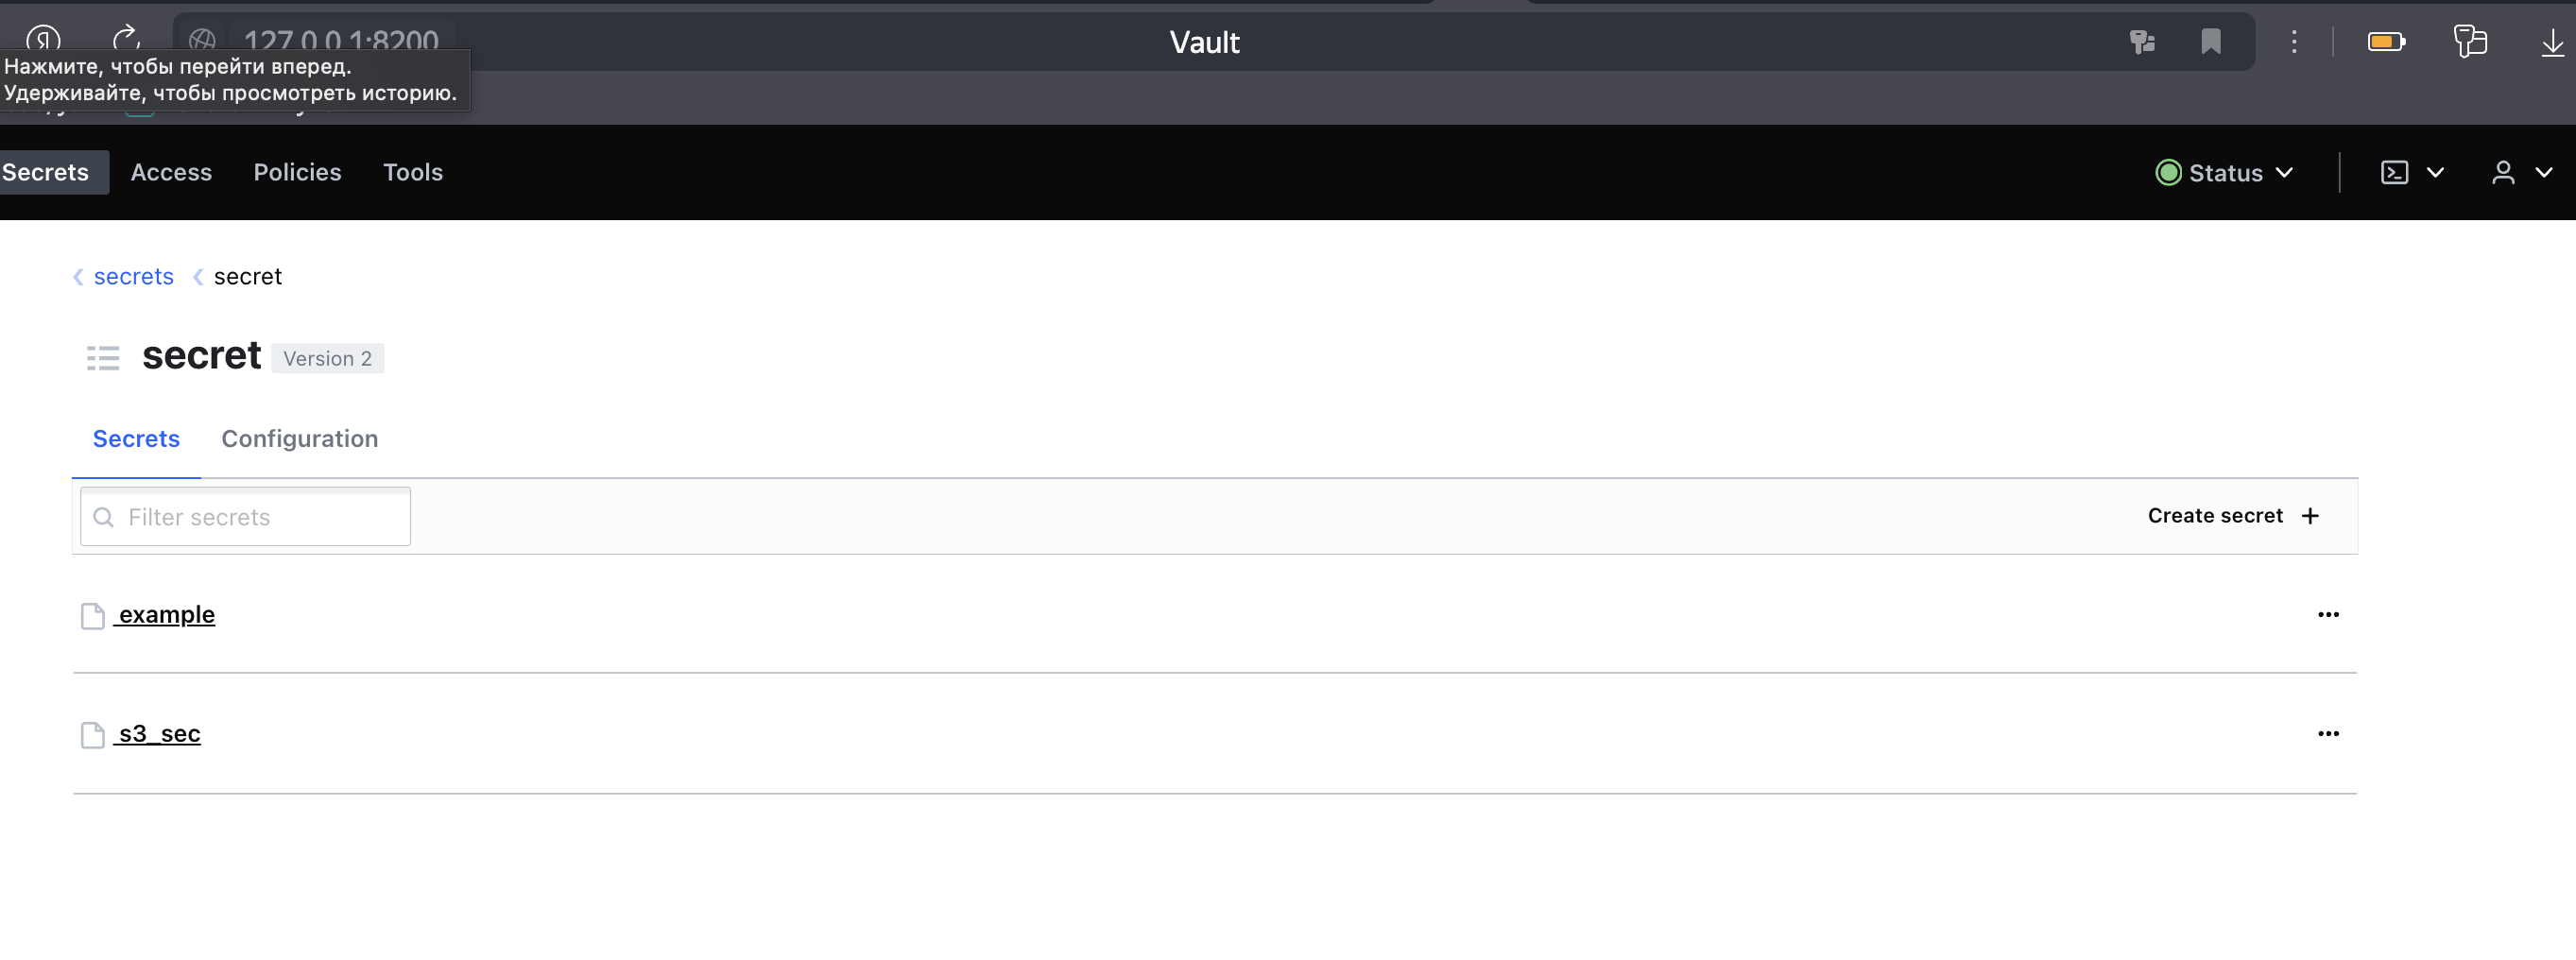 127.0.0.1:8200
Vault
Нажмите, чтобы перейти вперед.
Удерживайте, чтобы просмотреть историю.
Secrets Access Policies Tools Status
secrets secret
secret Version 2
Secrets Configuration
Filter secrets Create secret +
example
s3_sec